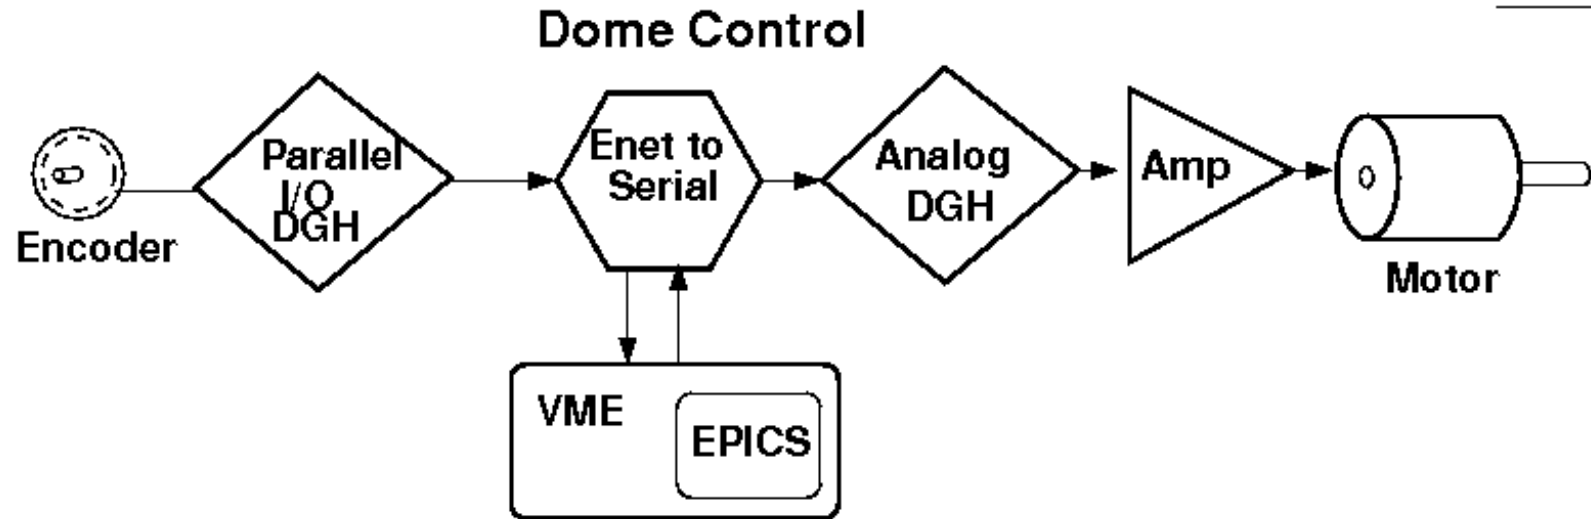 Dome Control
Encoder
Parallel
I/O
DGH
Enet to
Serial
Analog
DGH
Amp
Motor
VME
EPICS